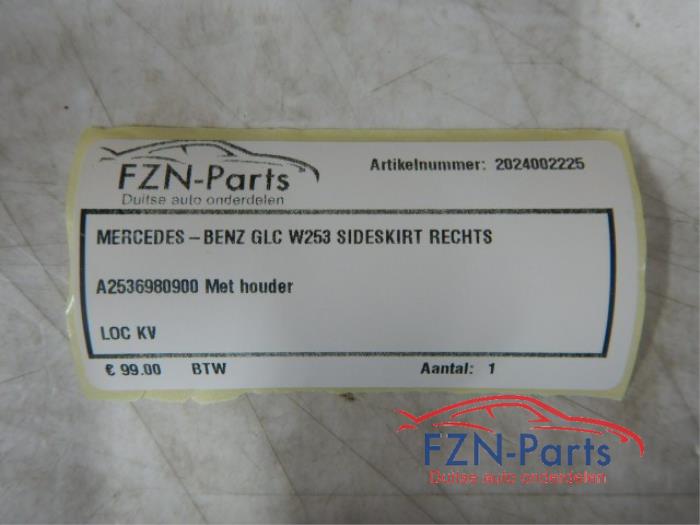 FZN-Parts
Duitse auto onderdelen
FZN-Parts
Duitse auto onderdelen
Artikelnummer: 2024002225
MERCEDES-BENZ GLC W253 SIDESKIRT RECHTS
A2536980900 Met houder
LOC KV
€ 99.00 BTW Aantal: 1